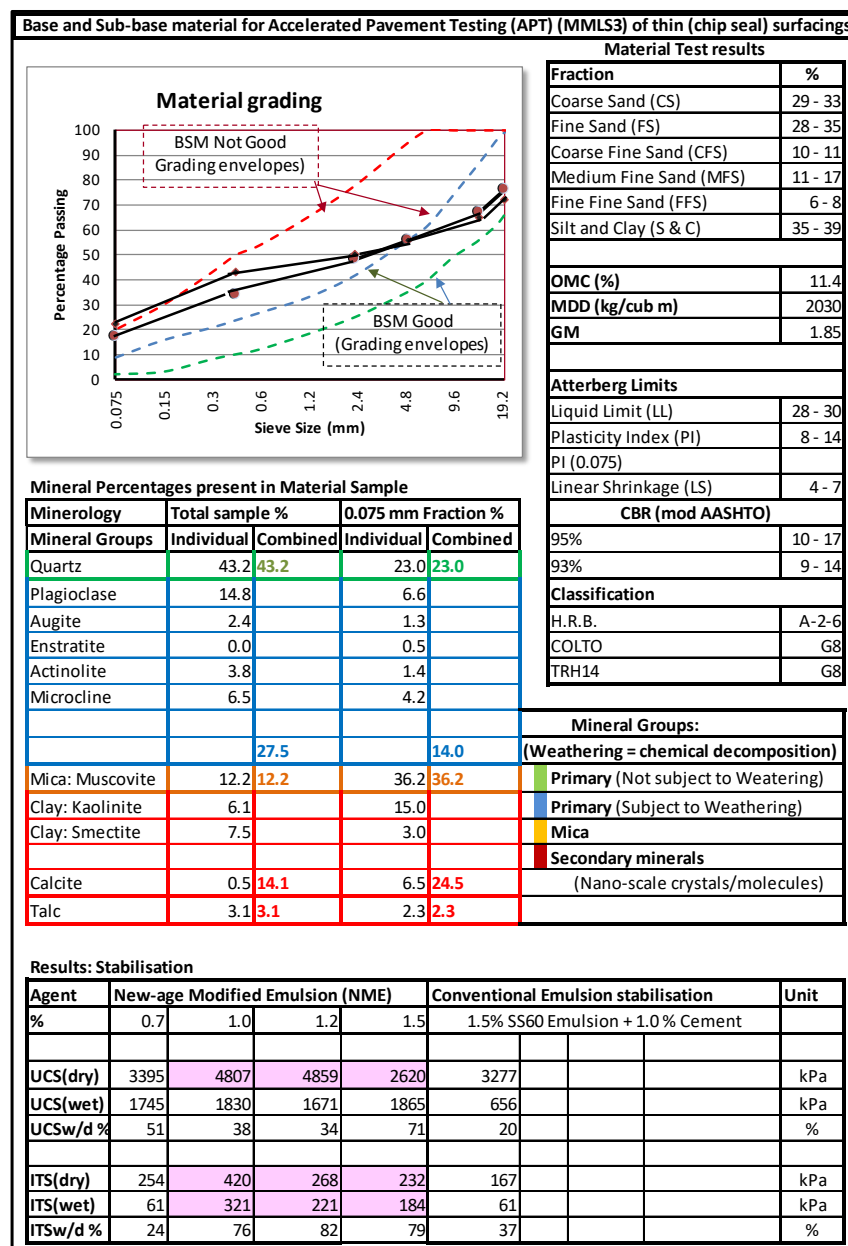 Base and Sub-base material for Accelerated Pavement Testing (APT) (MMLS3) of thin (chip seal) surfacings
Material grading
Percentage Passing
100
90
80
70
60
50
40
30
20
10
0
BSM Not Good
Grading envelopes)
BSM Good
(Grading envelopes)
0.075 0.15 0.3 0.6 1.2 2.4 4.8 9.6 19.2
Sieve Size (mm)
Material Test results
Fraction %
Coarse Sand (CS) 29 - 33
Fine Sand (FS) 28 - 35
Coarse Fine Sand (CFS) 10 - 11
Medium Fine Sand (MFS) 11 - 17
Fine Fine Sand (FFS) 6 - 8
Silt and Clay (S & C) 35 - 39
OMC (%) 11.4
MDD (kg/cub m) 2030
GM 1.85
Atterberg Limits
Liquid Limit (LL) 28 - 30
Plasticity Index (PI) 8 - 14
PI (0.075)
Linear Shrinkage (LS) 4 - 7
CBR (mod AASHTO)
95% 10 - 17
93% 9 - 14
Classification
H.R.B. A-2-6
COLTO G8
TRH14 G8
Mineral Percentages present in Material Sample
Minerology Total sample % 0.075 mm Fraction %
Mineral Groups Individual Combined Individual Combined
Quartz 43.2 43.2 23.0 23.0
Plagioclase 14.8 6.6
Augite 2.4 1.3
Enstratite 0.0 0.5
Actinolite 3.8 1.4
Microcline 6.5 4.2
27.5 14.0
Mica: Muscovite 12.2 12.2 36.2 36.2
Clay: Kaolinite 6.1 15.0
Clay: Smectite 7.5 3.0
Calcite 0.5 14.1 6.5 24.5
Talc 3.1 3.1 2.3 2.3
Mineral Groups:
(Weathering = chemical decomposition)
Primary (Not subject to Weatering)
Primary (Subject to Weathering)
Mica
Secondary minerals
(Nano-scale crystals/molecules)
Results: Stabilisation
Agent New-age Modified Emulsion (NME) Conventional Emulsion stabilisation Unit
% 0.7 1.0 1.2 1.5 1.5% SS60 Emulsion + 1.0 % Cement
UCS(dry) 3395 4807 4859 2620 3277 kPa
UCS(wet) 1745 1830 1671 1865 656 kPa
UCSw/d % 51 38 34 71 20 %
ITS(dry) 254 420 268 232 167 kPa
ITS(wet) 61 321 221 184 61 kPa
ITSw/d % 24 76 82 79 37 %